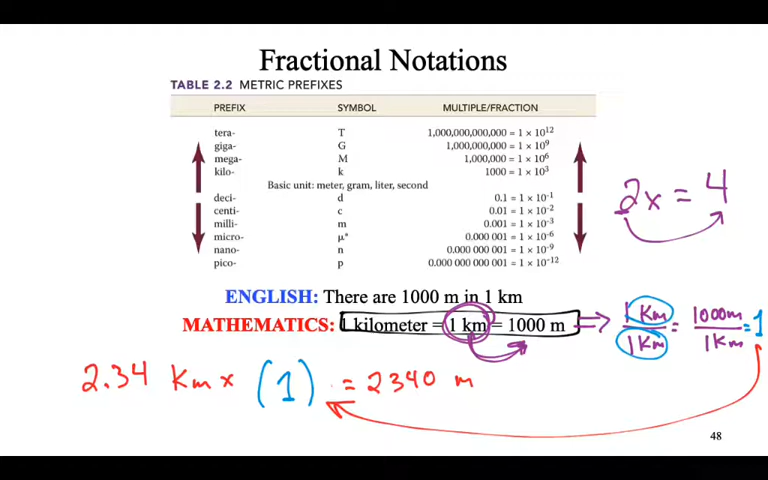 Fractional Notations
TABLE 2.2 METRIC PREFIXES
PREFIX SYMBOL MULTIPLE/FRACTION
tera- T 1,000,000,000,000 = 1 × 10¹²
giga- G 1,000,000,000 = 1 × 10⁹
mega- M 1,000,000 = 1 × 10⁶
kilo- k 1000 = 1 × 10³
Basic unit: meter, gram, liter, second
deci- d 0.1 = 1 × 10⁻¹
centi- c 0.01 = 1 × 10⁻²
milli- m 0.001 = 1 × 10⁻³
micro- μ* 0.000 001 = 1 × 10⁻⁶
nano- n 0.000 000 001 = 1 × 10⁻⁹
pico- p 0.000 000 000 001 = 1 × 10⁻¹²
2x = 4
ENGLISH: There are 1000 m in 1 km
MATHEMATICS: 1 kilometer = 1 km = 1000 m
1 Km / 1 Km = 1000m / 1 Km = 1
2.34 Km × (1) = 2340 m
48